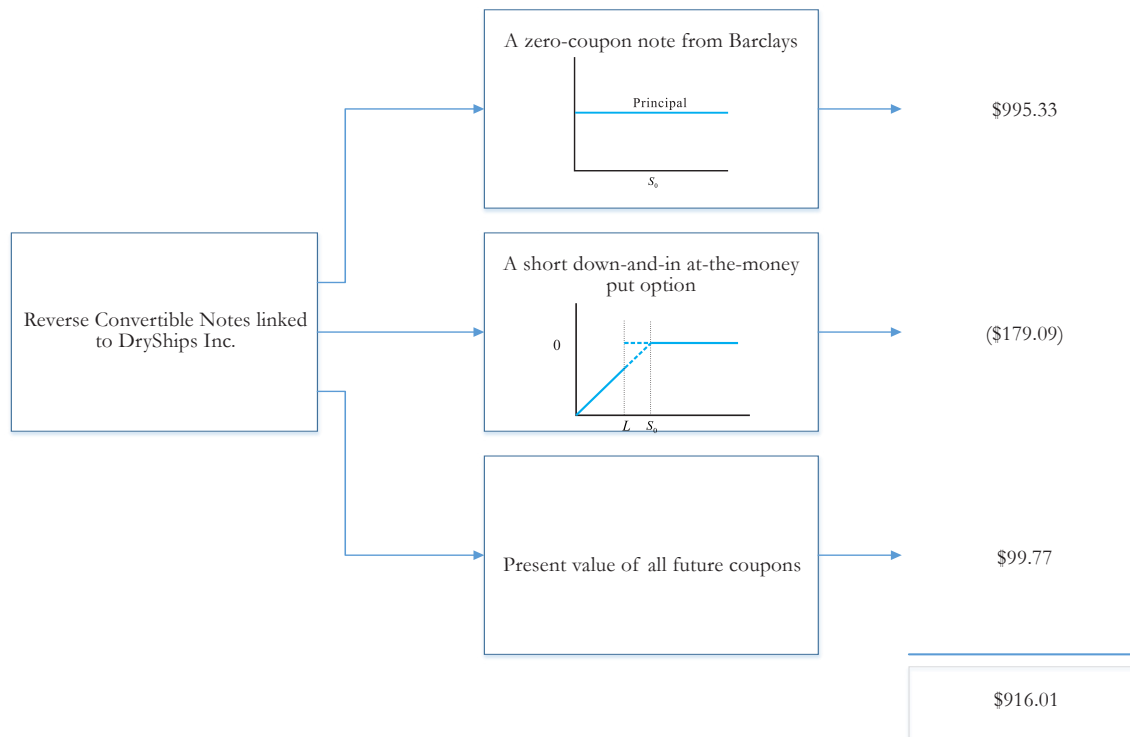 A zero-coupon note from Barclays
Principal
S₀
$995.33
Reverse Convertible Notes linked
to DryShips Inc.
A short down-and-in at-the-money
put option
0
L S₀
($179.09)
Present value of all future coupons
$99.77
$916.01